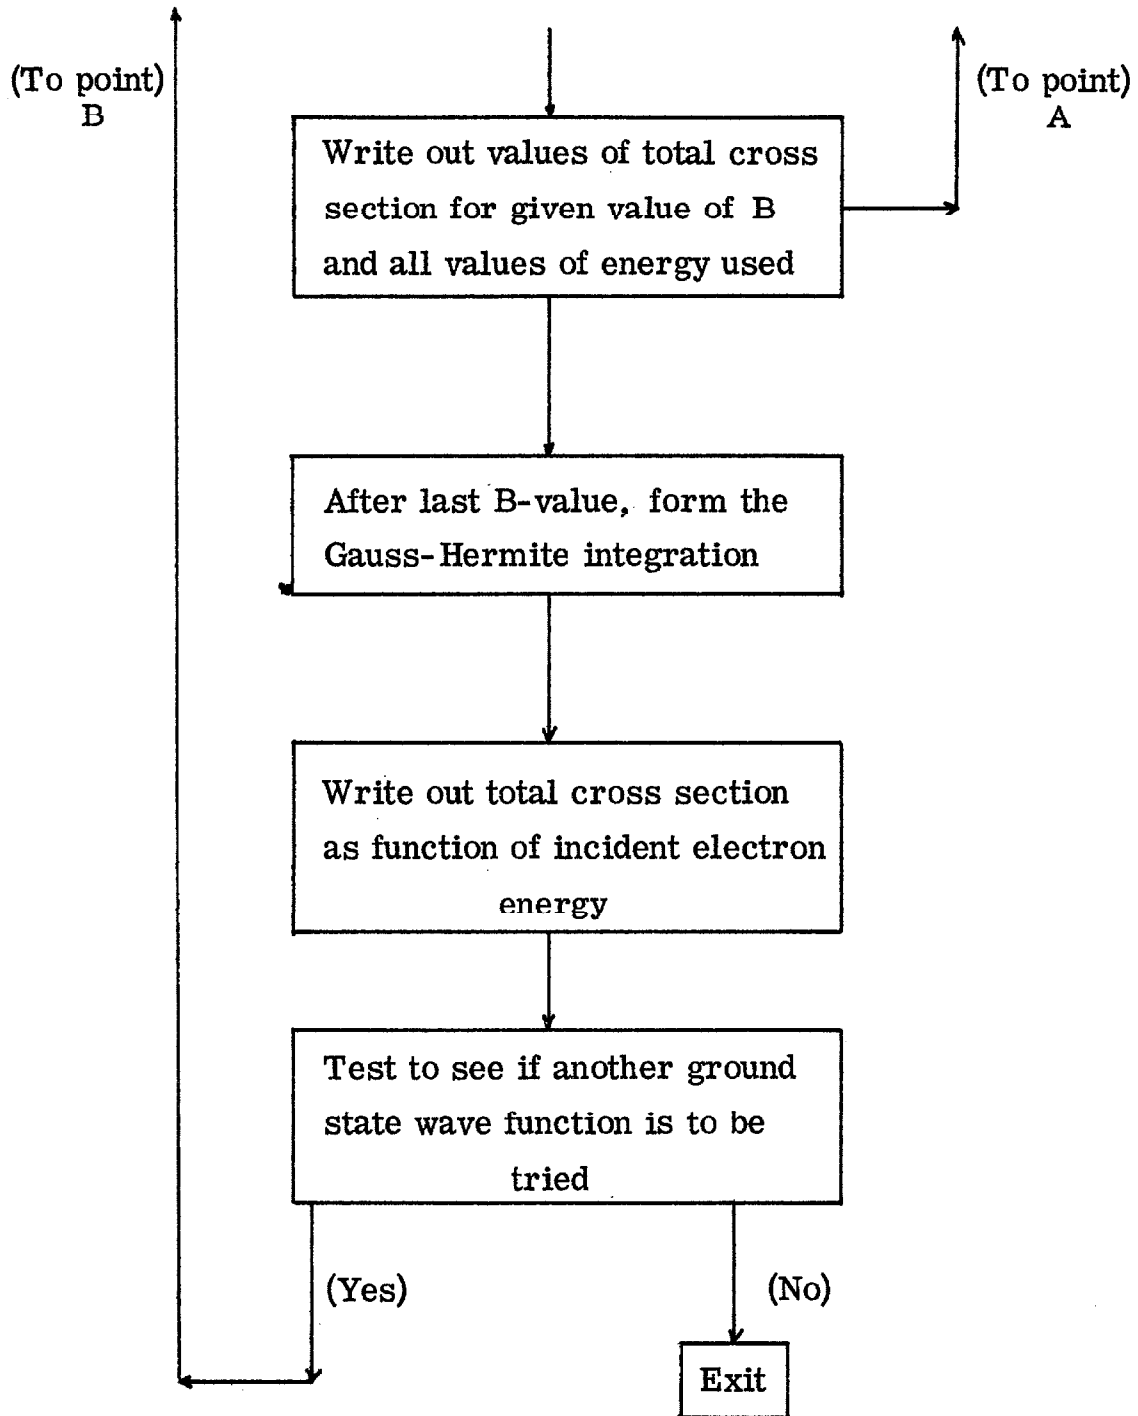 (To point)
B
(To point)
A
Write out values of total cross
section for given value of B
and all values of energy used
After last B-value, form the
Gauss-Hermite integration
Write out total cross section
as function of incident electron
energy
Test to see if another ground
state wave function is to be
tried
(Yes)
(No)
Exit